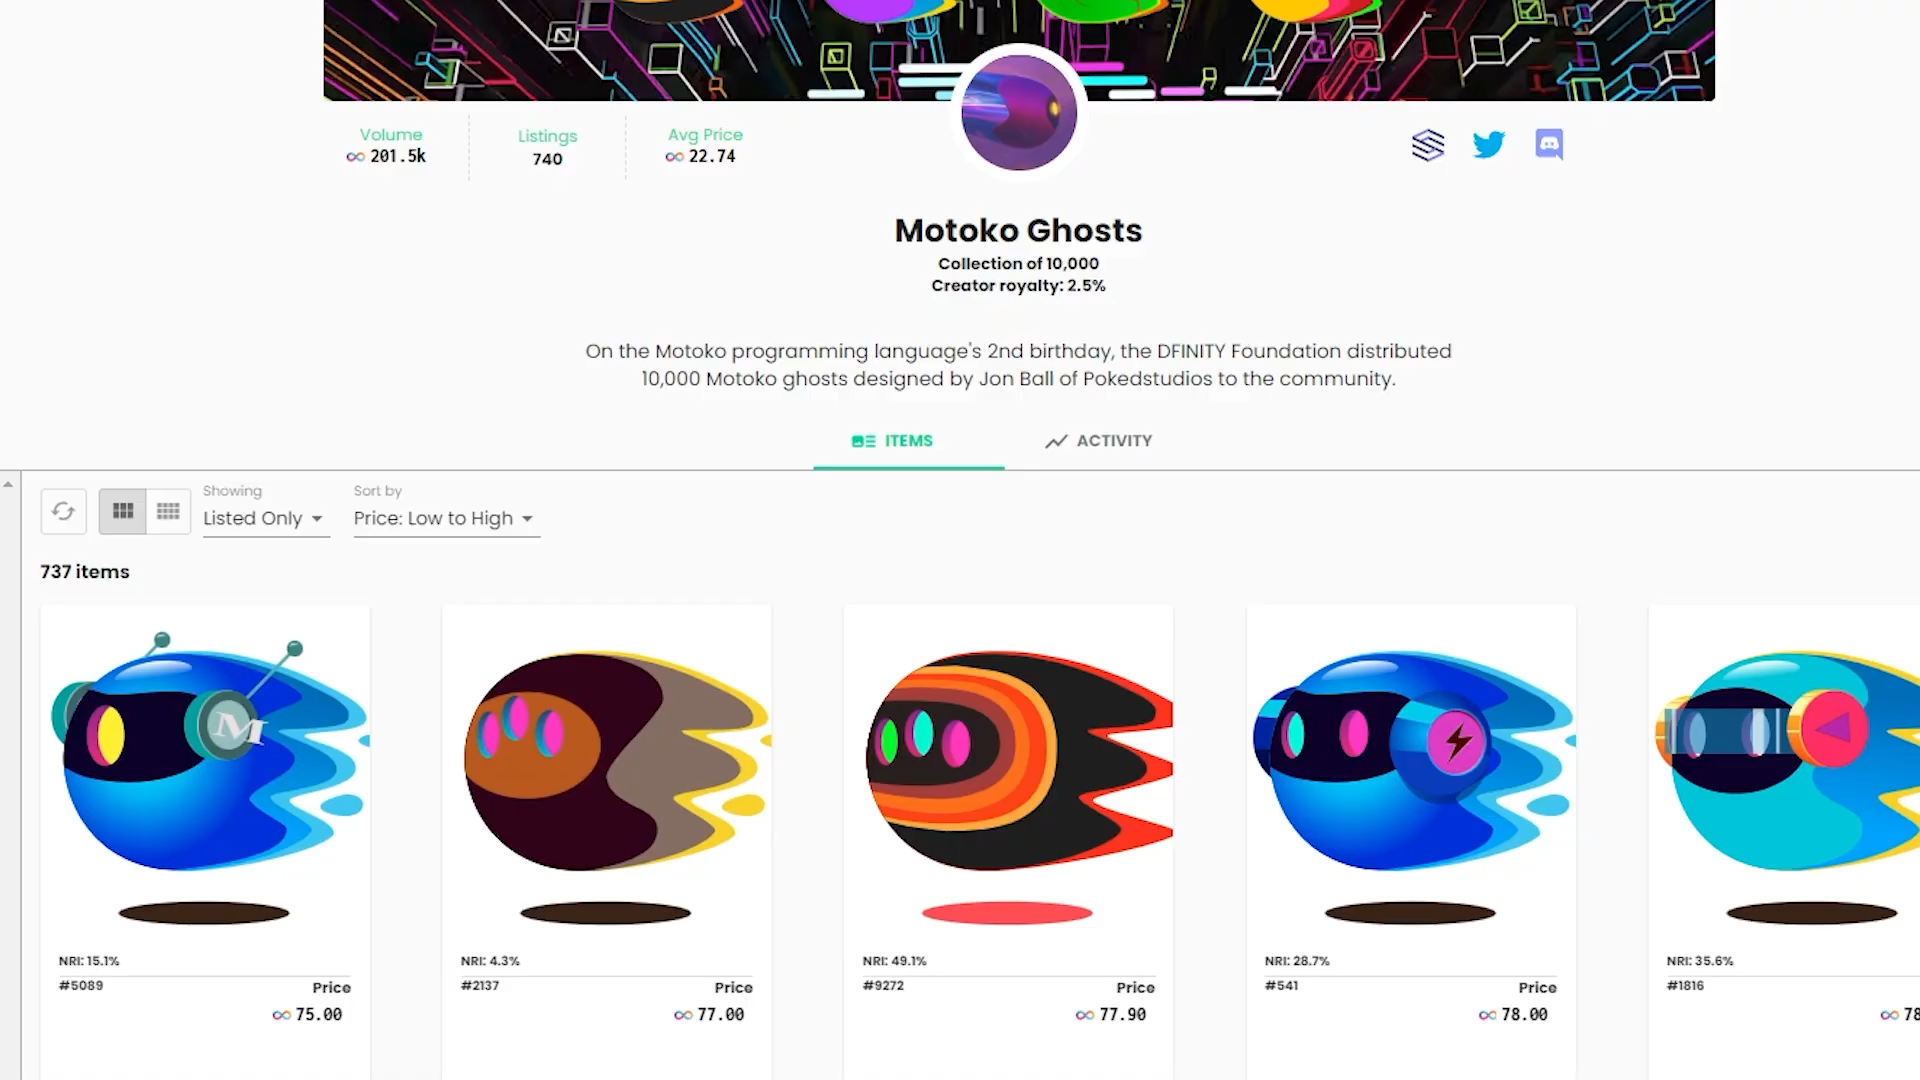 Volume
201.5k
Listings
740
Avg Price
22.74
Motoko Ghosts
Collection of 10,000
Creator royalty: 2.5%
On the Motoko programming language's 2nd birthday, the DFINITY Foundation distributed
10,000 Motoko ghosts designed by Jon Ball of Pokedstudios to the community.
ITEMS
ACTIVITY
Showing
Listed Only
Sort by
Price: Low to High
737 items
M
NRI: 15.1%
#5089
Price
75.00
NRI: 4.3%
#2137
Price
77.00
NRI: 49.1%
#9272
Price
77.90
NRI: 28.7%
#541
Price
78.00
NRI: 35.6%
#1816
78